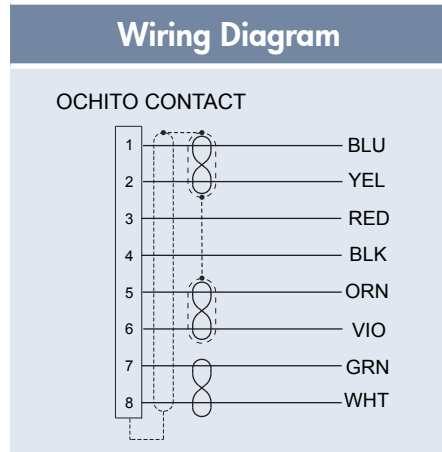 Wiring Diagram
OCHITO CONTACT
1 BLU
2 YEL
3 RED
4 BLK
5 ORN
6 VIO
7 GRN
8 WHT